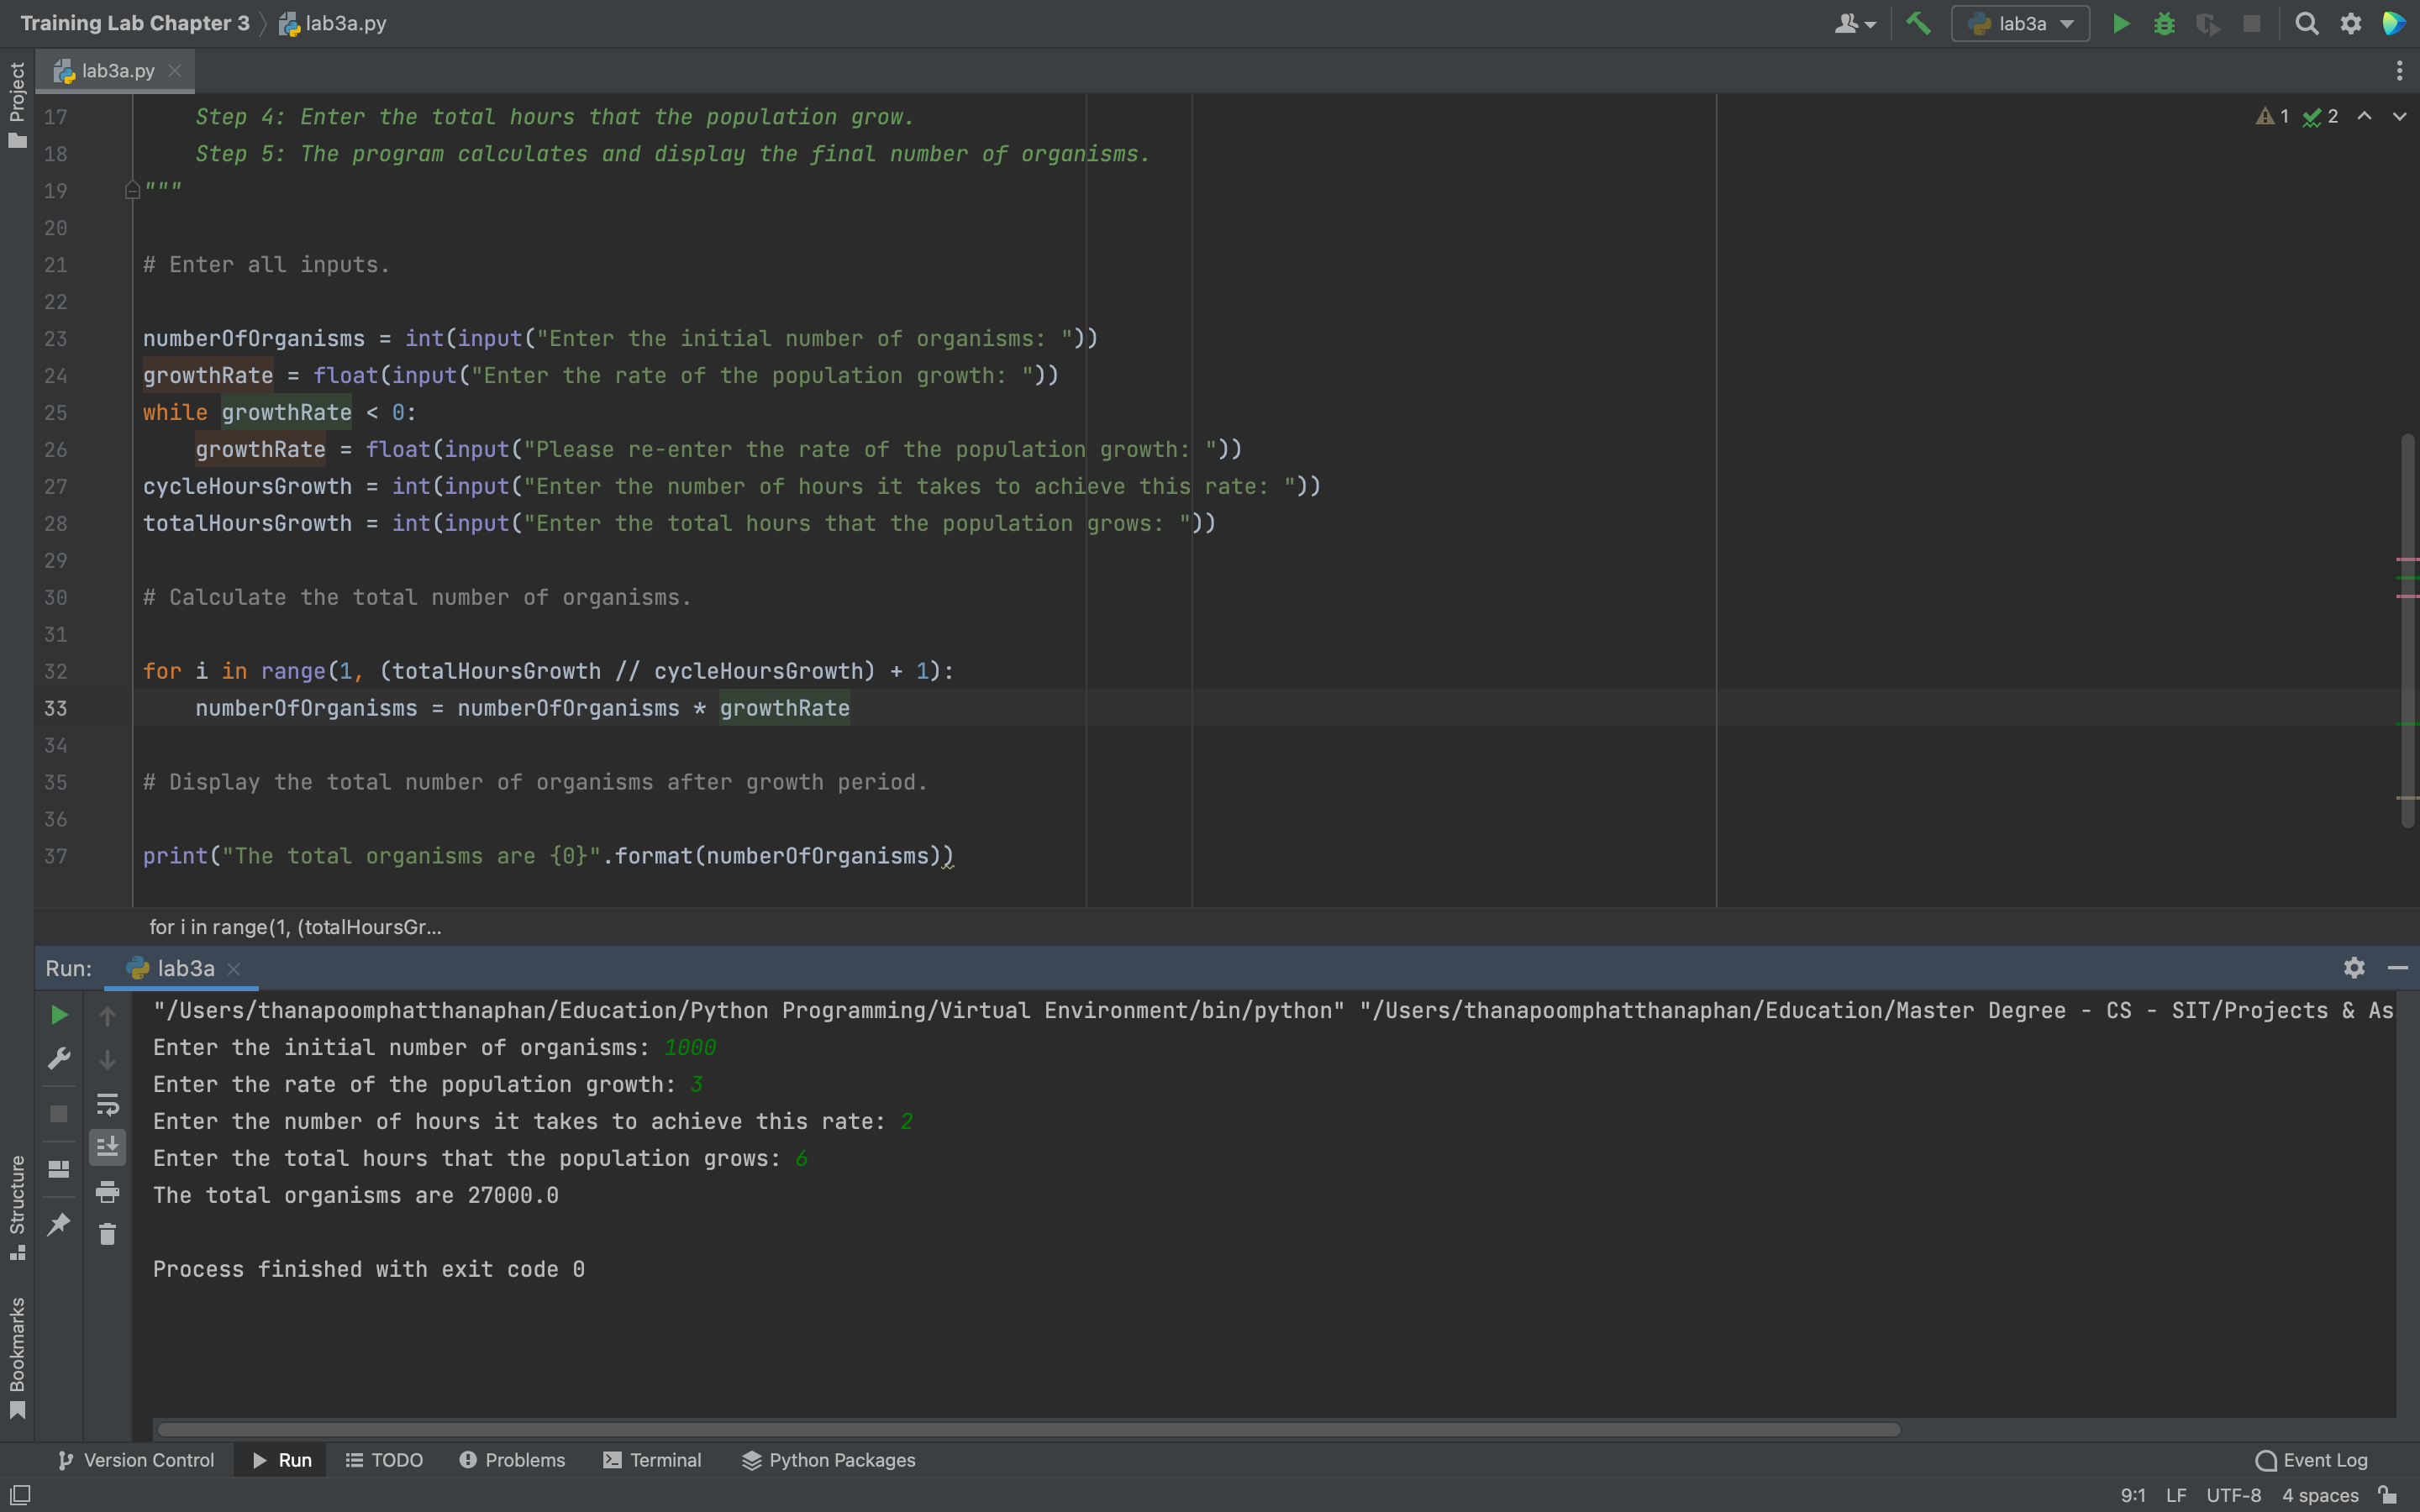 Training Lab Chapter 3 lab3a.py
lab3a
Project
lab3a.py
17 Step 4: Enter the total hours that the population grow.
1 2
18 Step 5: The program calculates and display the final number of organisms.
19 """
20
21 # Enter all inputs.
22
23 numberOfOrganisms = int(input("Enter the initial number of organisms: "))
24 growthRate = float(input("Enter the rate of the population growth: "))
25 while growthRate < 0:
26 growthRate = float(input("Please re-enter the rate of the population growth: "))
27 cycleHoursGrowth = int(input("Enter the number of hours it takes to achieve this rate: "))
28 totalHoursGrowth = int(input("Enter the total hours that the population grows: "))
29
30 # Calculate the total number of organisms.
31
32 for i in range(1, (totalHoursGrowth // cycleHoursGrowth) + 1):
33 numberOfOrganisms = numberOfOrganisms * growthRate
34
35 # Display the total number of organisms after growth period.
36
37 print("The total organisms are {0}".format(numberOfOrganisms))
for i in range(1, (totalHoursGr...
Run: lab3a
"/Users/thanapoomphatthanaphan/Education/Python Programming/Virtual Environment/bin/python" "/Users/thanapoomphatthanaphan/Education/Master Degree - CS - SIT/Projects & As
Enter the initial number of organisms: 1000
Enter the rate of the population growth: 3
Enter the number of hours it takes to achieve this rate: 2
Enter the total hours that the population grows: 6
The total organisms are 27000.0
Process finished with exit code 0
Structure
Bookmarks
Version Control Run TODO Problems Terminal Python Packages Event Log
9:1 LF UTF-8 4 spaces